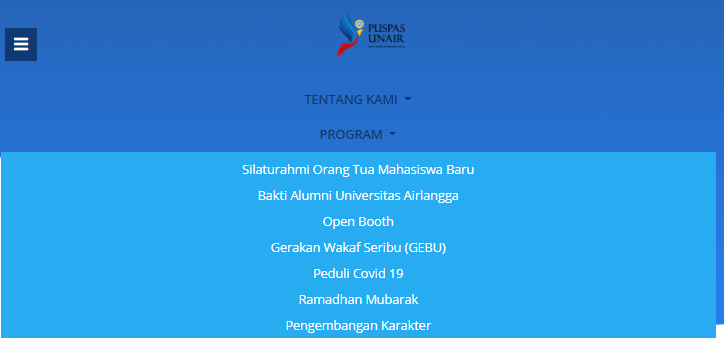 PUSPAS
UNAIR
TENTANG KAMI
PROGRAM
Silaturahmi Orang Tua Mahasiswa Baru
Bakti Alumni Universitas Airlangga
Open Booth
Gerakan Wakaf Seribu (GEBU)
Peduli Covid 19
Ramadhan Mubarak
Pengembangan Karakter